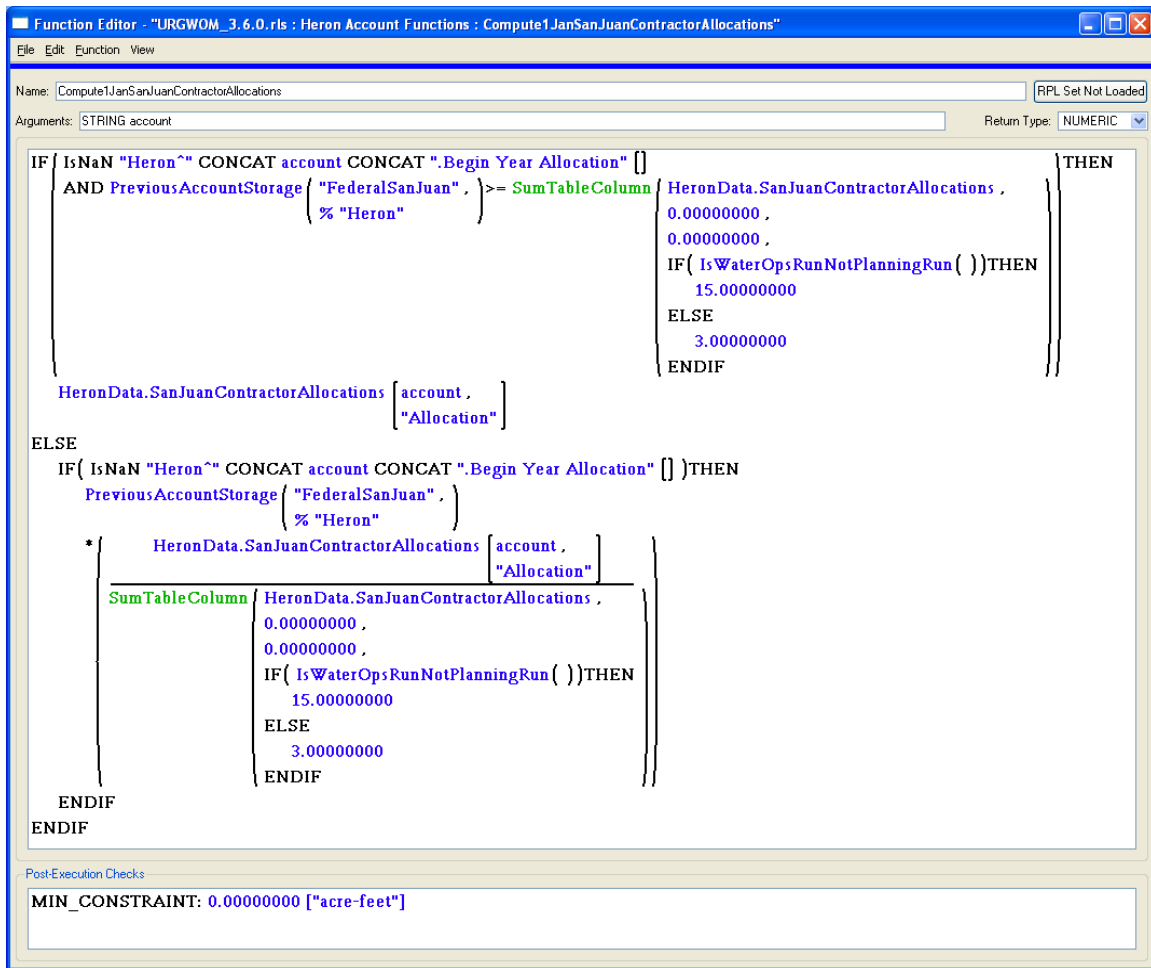 Function Editor - "URGWOM_3.6.0.rls : Heron Account Functions : Compute1JanSanJuanContractorAllocations"
File Edit Function View
Name: Compute1JanSanJuanContractorAllocations RPL Set Not Loaded
Arguments: STRING account Return Type: NUMERIC
IF ( IsNaN "Heron^" CONCAT account CONCAT ".Begin Year Allocation" [] ) THEN
AND PreviousAccountStorage ( "FederalSanJuan" , ) >= SumTableColumn ( HeronData.SanJuanContractorAllocations ,
% "Heron" 0.00000000 ,
0.00000000 ,
IF( IsWaterOpsRunNotPlanningRun ( ) )THEN
15.00000000
ELSE
3.00000000
ENDIF
HeronData.SanJuanContractorAllocations [ account ,
"Allocation" ]
ELSE
IF( IsNaN "Heron^" CONCAT account CONCAT ".Begin Year Allocation" [] )THEN
PreviousAccountStorage ( "FederalSanJuan" ,
% "Heron" )
* ( HeronData.SanJuanContractorAllocations [ account ,
"Allocation" ]
SumTableColumn ( HeronData.SanJuanContractorAllocations ,
0.00000000 ,
0.00000000 ,
IF( IsWaterOpsRunNotPlanningRun ( ) )THEN
15.00000000
ELSE
3.00000000
ENDIF ) )
ENDIF
ENDIF
Post-Execution Checks
MIN_CONSTRAINT: 0.00000000 ["acre-feet"]